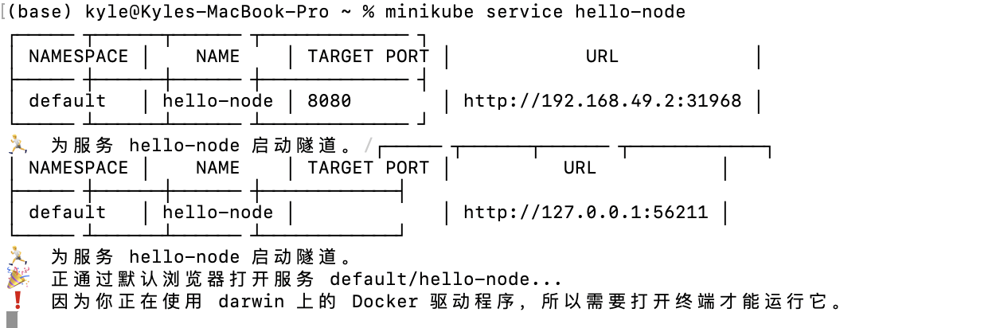 (base) kyle@Kyles-MacBook-Pro ~ % minikube service hello-node
NAMESPACE | NAME | TARGET PORT | URL |
default | hello-node | 8080 | http://192.168.49.2:31968 |
🏃 为服务 hello-node 启动隧道。/
NAMESPACE | NAME | TARGET PORT | URL |
default | hello-node | | http://127.0.0.1:56211 |
🏃 为服务 hello-node 启动隧道。
🎉 正通过默认浏览器打开服务 default/hello-node...
❗ 因为你正在使用 darwin 上的 Docker 驱动程序，所以需要打开终端才能运行它。